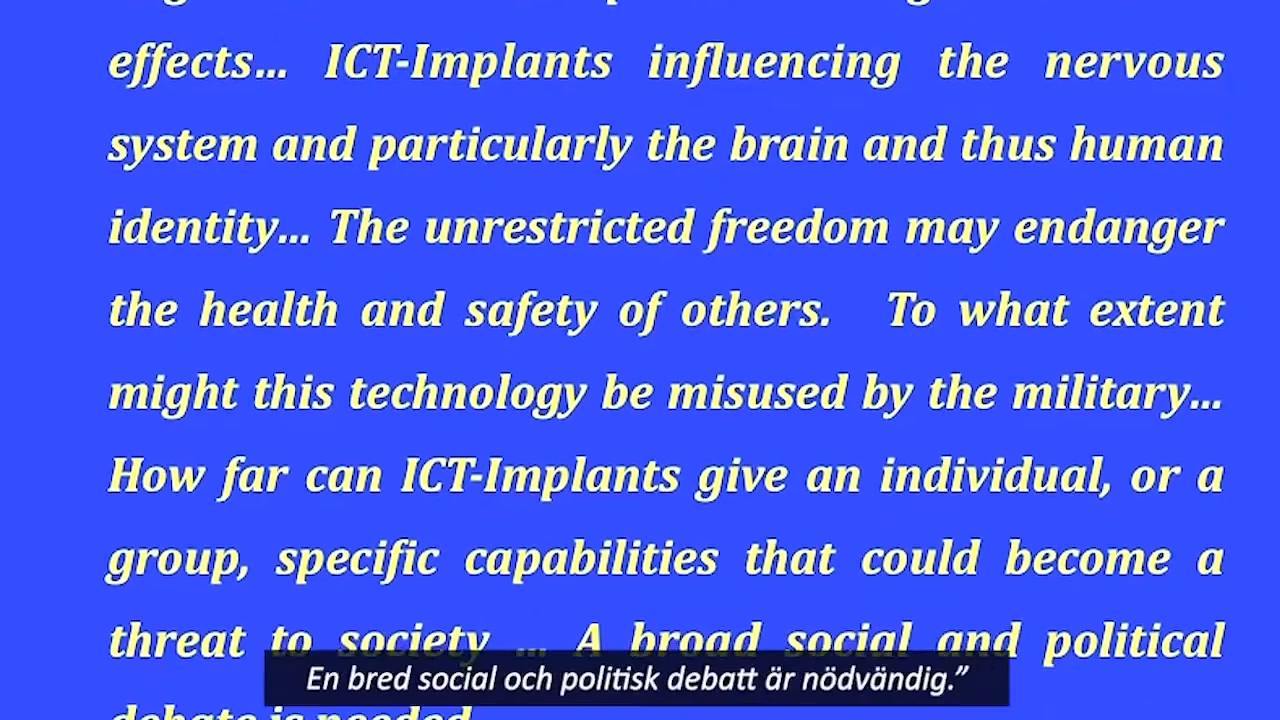 effects... ICT-Implants influencing the nervous
system and particularly the brain and thus human
identity... The unrestricted freedom may endanger
the health and safety of others. To what extent
might this technology be misused by the military...
How far can ICT-Implants give an individual, or a
group, specific capabilities that could become a
threat to society ... A broad social and political
debate is needed
En bred social och politisk debatt är nödvändig.”